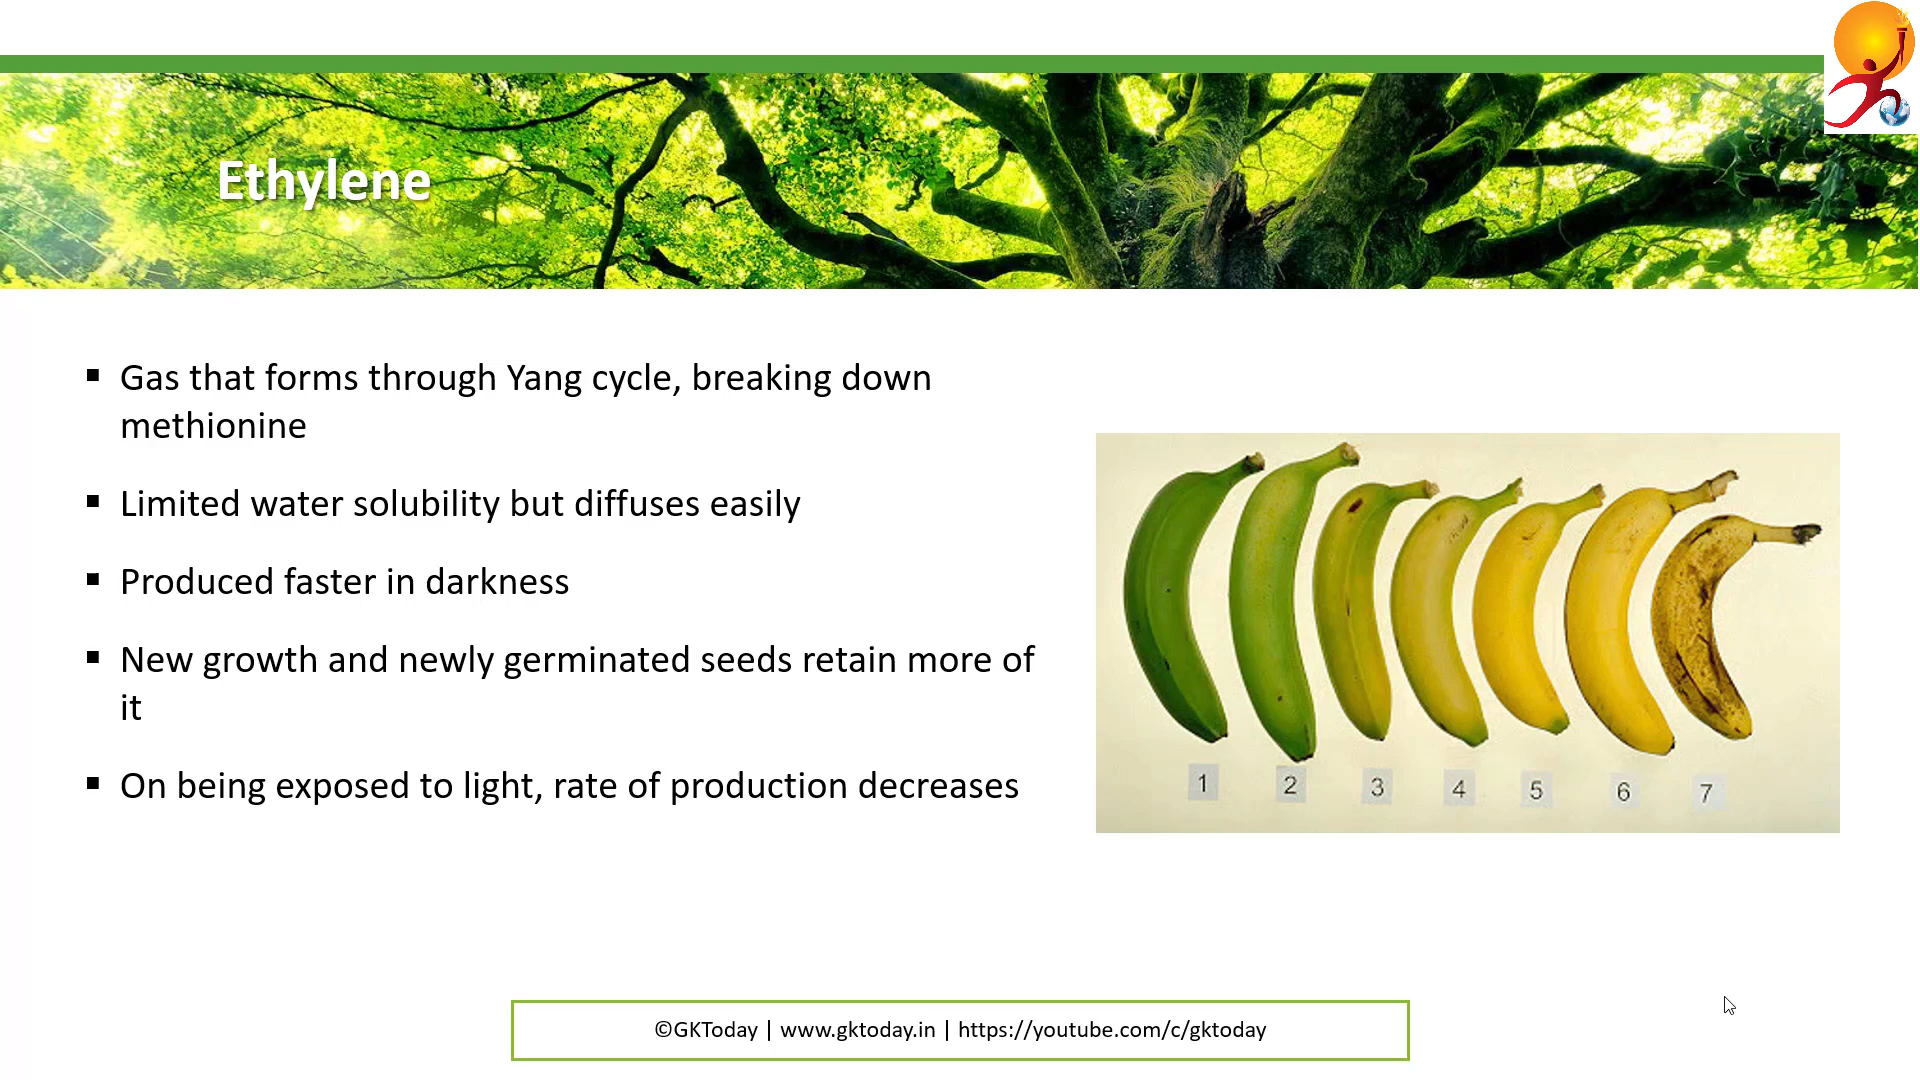 Ethylene
▪ Gas that forms through Yang cycle, breaking down
methionine
▪ Limited water solubility but diffuses easily
▪ Produced faster in darkness
▪ New growth and newly germinated seeds retain more of
it
▪ On being exposed to light, rate of production decreases
1 2 3 4 5 6 7
©GKToday | www.gktoday.in | https://youtube.com/c/gktoday